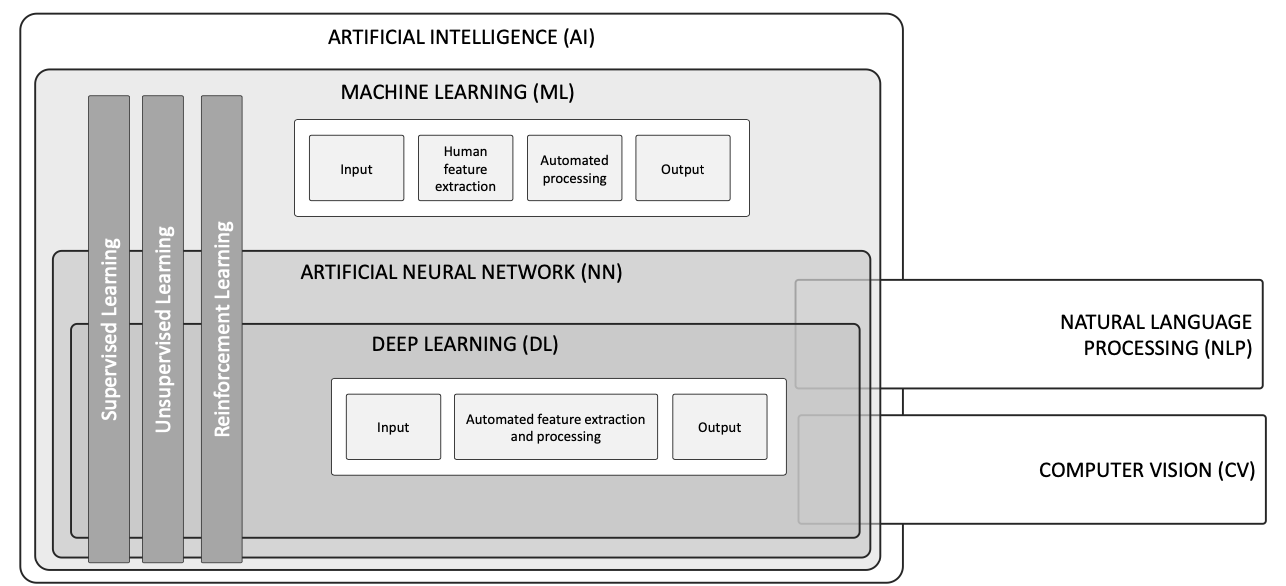 ARTIFICIAL INTELLIGENCE (AI)
MACHINE LEARNING (ML)
Input
Human
feature
extraction
Automated
processing
Output
Supervised Learning
Unsupervised Learning
Reinforcement Learning
ARTIFICIAL NEURAL NETWORK (NN)
DEEP LEARNING (DL)
Input
Automated feature extraction
and processing
Output
NATURAL LANGUAGE
PROCESSING (NLP)
COMPUTER VISION (CV)